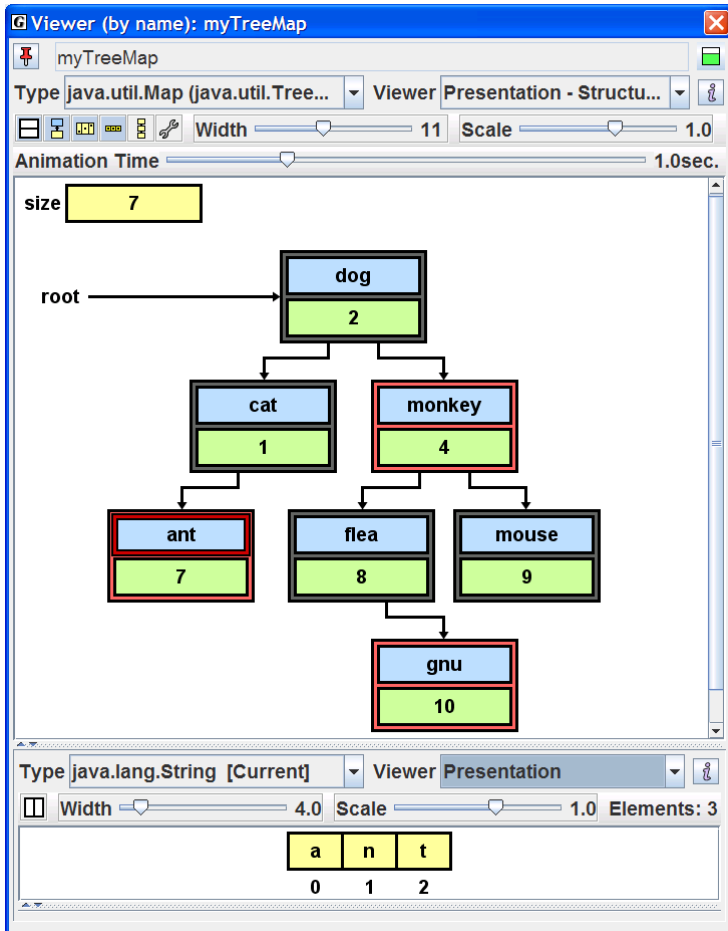 G Viewer (by name): myTreeMap
myTreeMap
Type java.util.Map (java.util.Tree... Viewer Presentation - Structu... i
Width 11 Scale 1.0
Animation Time 1.0sec.
size 7
dog
root
2
cat monkey
1 4
ant flea mouse
7 8 9
gnu
10
Type java.lang.String [Current] Viewer Presentation i
Width 4.0 Scale 1.0 Elements: 3
a n t
0 1 2